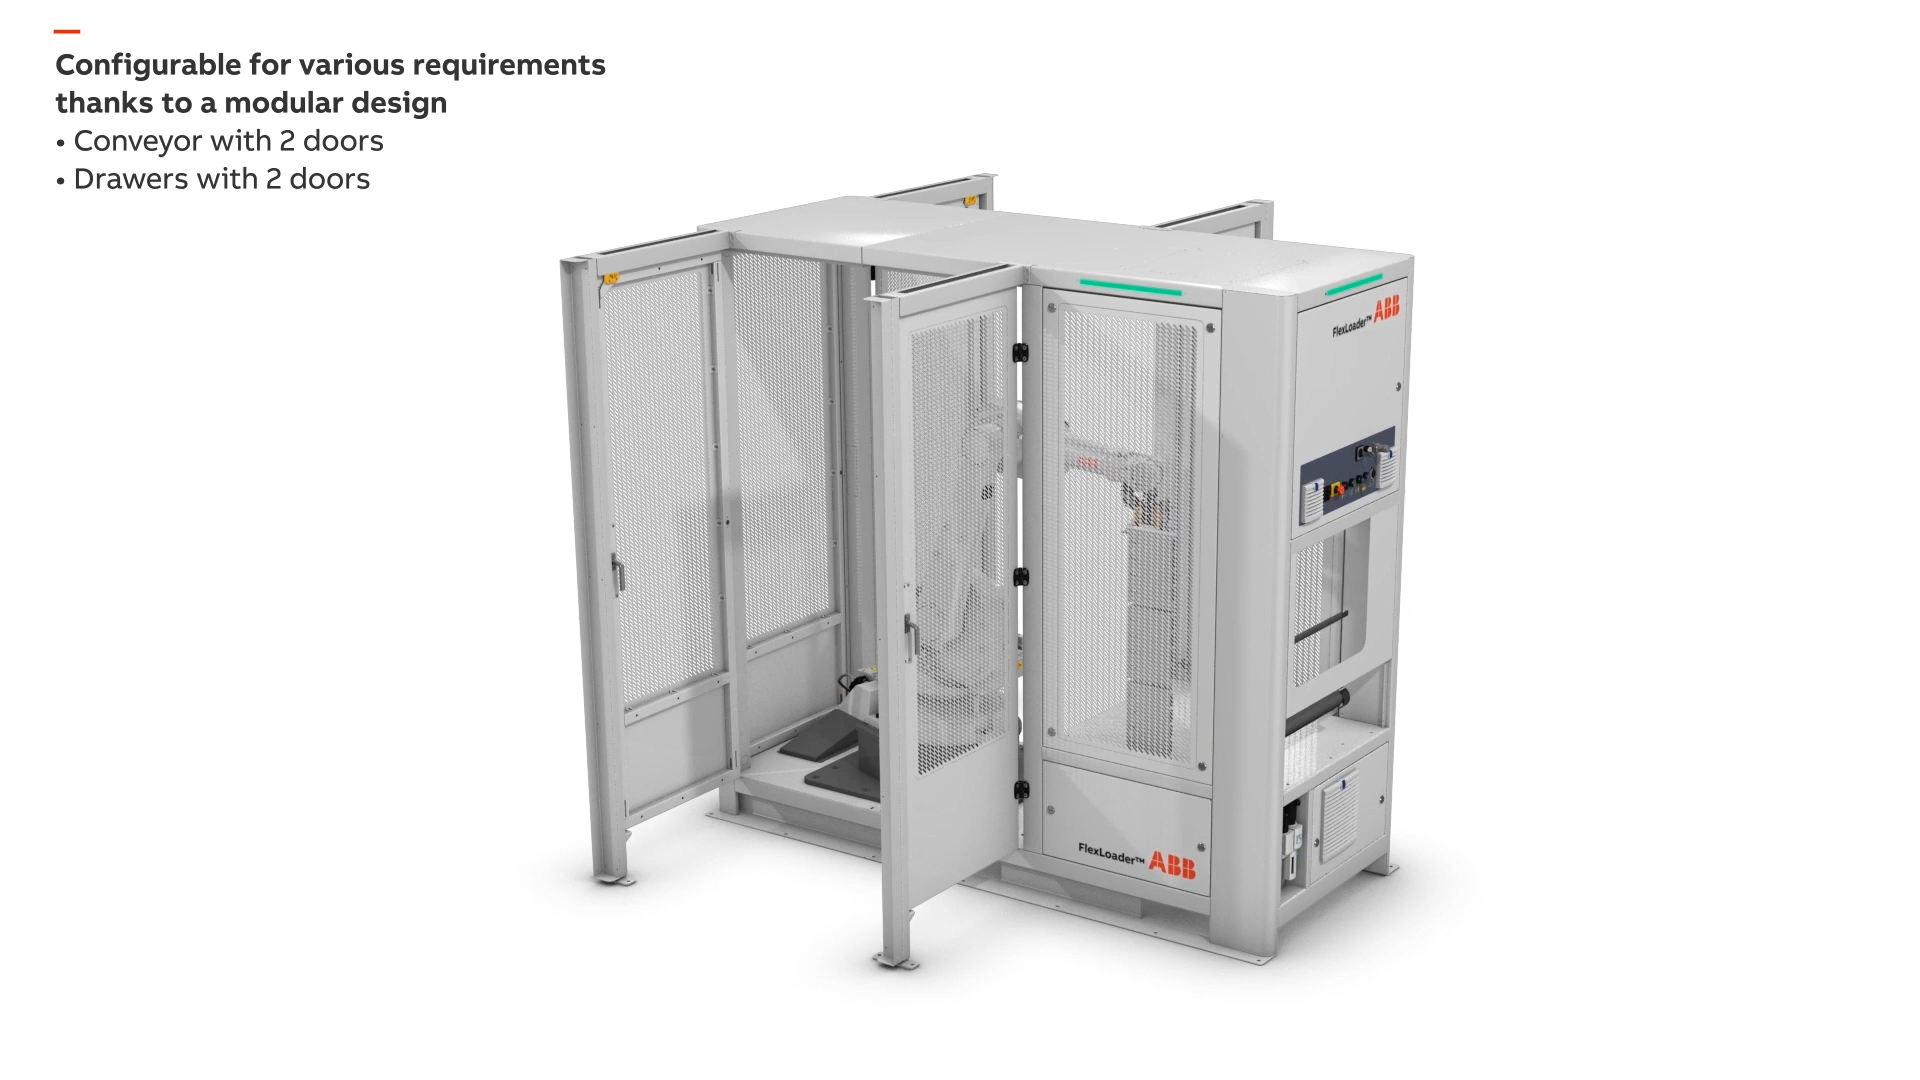 Configurable for various requirements
thanks to a modular design
• Conveyor with 2 doors
• Drawers with 2 doors
FlexLoader™ ABB
ABB
FlexLoader™ ABB